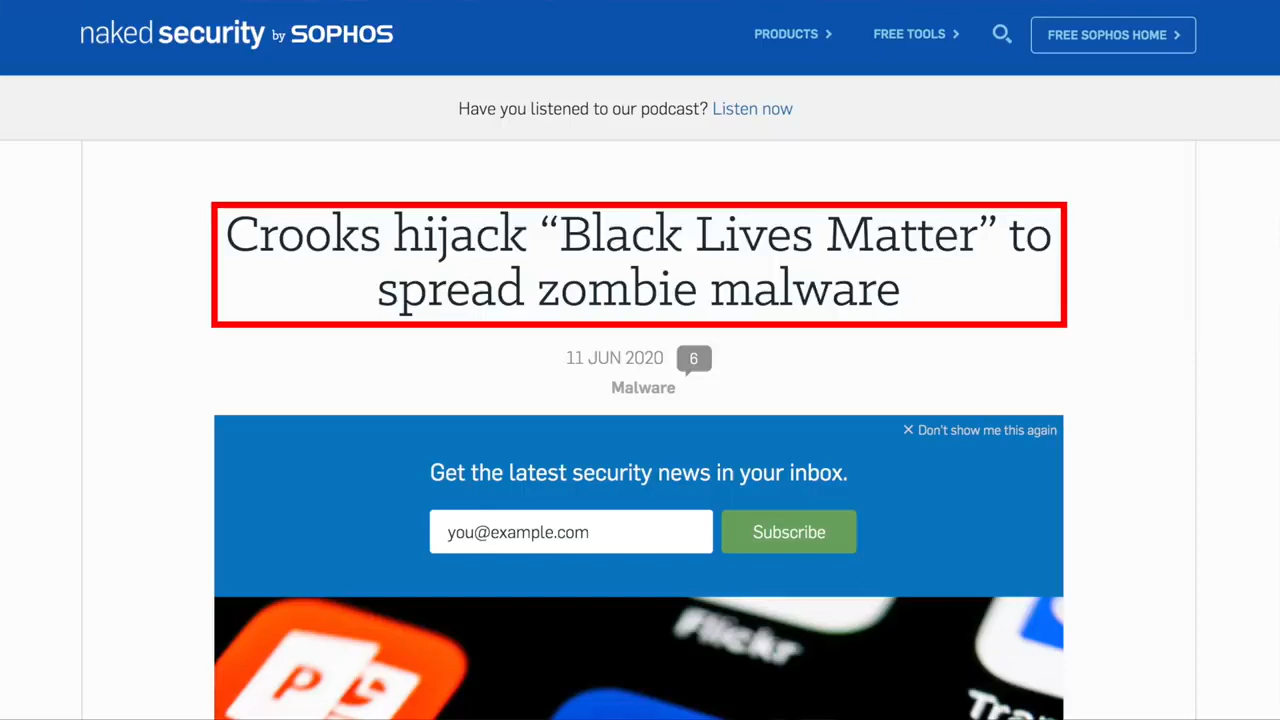 naked security by SOPHOS
PRODUCTS
FREE TOOLS
FREE SOPHOS HOME
Have you listened to our podcast? Listen now
Crooks hijack “Black Lives Matter” to
spread zombie malware
11 JUN 2020 6
Malware
Don't show me this again
Get the latest security news in your inbox.
you@example.com
Subscribe
Flickr